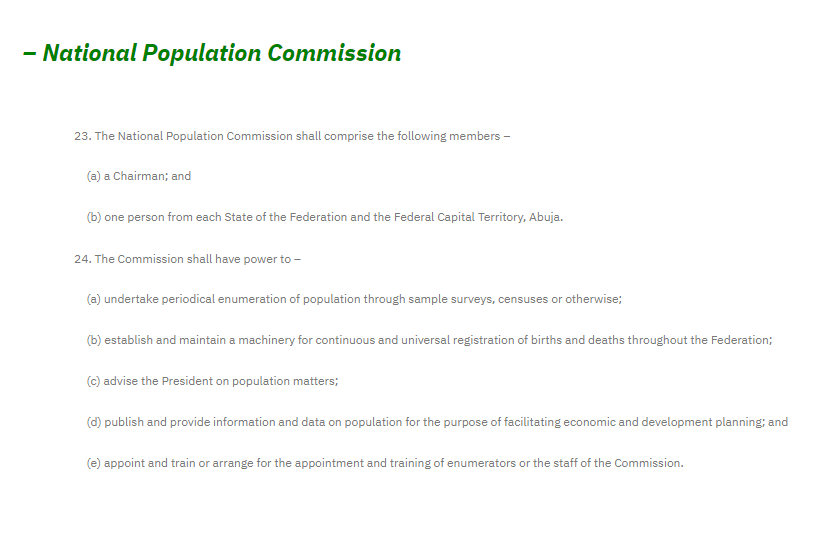 – National Population Commission
23. The National Population Commission shall comprise the following members –
(a) a Chairman; and
(b) one person from each State of the Federation and the Federal Capital Territory, Abuja.
24. The Commission shall have power to –
(a) undertake periodical enumeration of population through sample surveys, censuses or otherwise;
(b) establish and maintain a machinery for continuous and universal registration of births and deaths throughout the Federation;
(c) advise the President on population matters;
(d) publish and provide information and data on population for the purpose of facilitating economic and development planning; and
(e) appoint and train or arrange for the appointment and training of enumerators or the staff of the Commission.